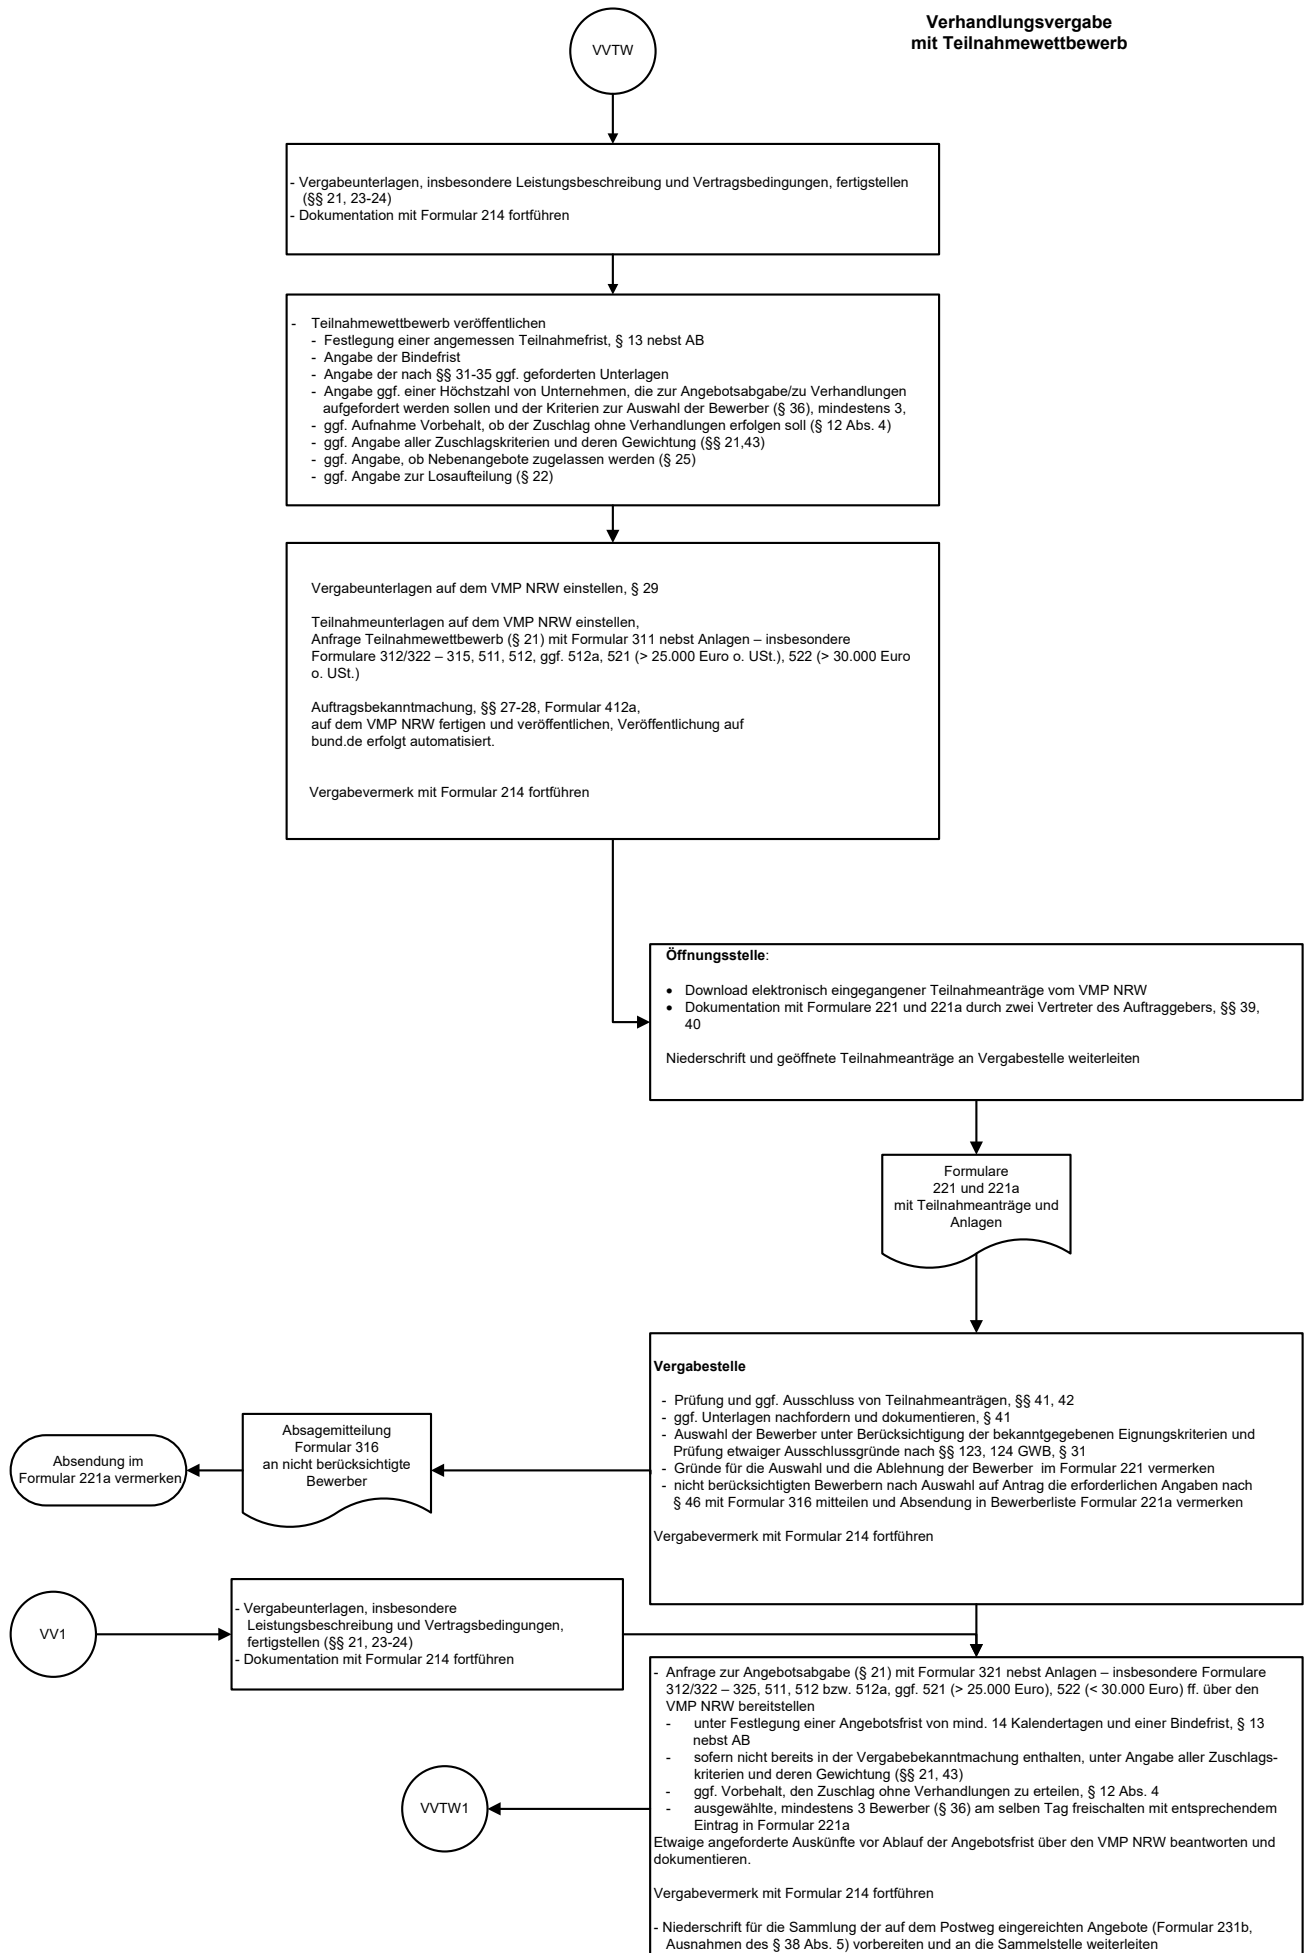 Verhandlungsvergabe
mit Teilnahmewettbewerb
VVTW
- Vergabeunterlagen, insbesondere Leistungsbeschreibung und Vertragsbedingungen, fertigstellen
(§§ 21, 23-24)
- Dokumentation mit Formular 214 fortführen
- Teilnahmewettbewerb veröffentlichen
- Festlegung einer angemessen Teilnahmefrist, § 13 nebst AB
- Angabe der Bindefrist
- Angabe der nach §§ 31-35 ggf. geforderten Unterlagen
- Angabe ggf. einer Höchstzahl von Unternehmen, die zur Angebotsabgabe/zu Verhandlungen
aufgefordert werden sollen und der Kriterien zur Auswahl der Bewerber (§ 36), mindestens 3,
- ggf. Aufnahme Vorbehalt, ob der Zuschlag ohne Verhandlungen erfolgen soll (§ 12 Abs. 4)
- ggf. Angabe aller Zuschlagskriterien und deren Gewichtung (§§ 21,43)
- ggf. Angabe, ob Nebenangebote zugelassen werden (§ 25)
- ggf. Angabe zur Losaufteilung (§ 22)
Vergabeunterlagen auf dem VMP NRW einstellen, § 29
Teilnahmeunterlagen auf dem VMP NRW einstellen,
Anfrage Teilnahmewettbewerb (§ 21) mit Formular 311 nebst Anlagen – insbesondere
Formulare 312/322 – 315, 511, 512, ggf. 512a, 521 (> 25.000 Euro o. USt.), 522 (> 30.000 Euro
o. USt.)
Auftragsbekanntmachung, §§ 27-28, Formular 412a,
auf dem VMP NRW fertigen und veröffentlichen, Veröffentlichung auf
bund.de erfolgt automatisiert.
Vergabevermerk mit Formular 214 fortführen
Öffnungsstelle:
• Download elektronisch eingegangener Teilnahmeanträge vom VMP NRW
• Dokumentation mit Formulare 221 und 221a durch zwei Vertreter des Auftraggebers, §§ 39,
40
Niederschrift und geöffnete Teilnahmeanträge an Vergabestelle weiterleiten
Formulare
221 und 221a
mit Teilnahmeanträge und
Anlagen
Vergabestelle
- Prüfung und ggf. Ausschluss von Teilnahmeanträgen, §§ 41, 42
- ggf. Unterlagen nachfordern und dokumentieren, § 41
- Auswahl der Bewerber unter Berücksichtigung der bekanntgegebenen Eignungskriterien und
Prüfung etwaiger Ausschlussgründe nach §§ 123, 124 GWB, § 31
- Gründe für die Auswahl und die Ablehnung der Bewerber im Formular 221 vermerken
- nicht berücksichtigten Bewerbern nach Auswahl auf Antrag die erforderlichen Angaben nach
§ 46 mit Formular 316 mitteilen und Absendung in Bewerberliste Formular 221a vermerken
Vergabevermerk mit Formular 214 fortführen
Absagemitteilung
Formular 316
an nicht berücksichtigte
Bewerber
Absendung im
Formular 221a vermerken
VV1
- Vergabeunterlagen, insbesondere
Leistungsbeschreibung und Vertragsbedingungen,
fertigstellen (§§ 21, 23-24)
- Dokumentation mit Formular 214 fortführen
- Anfrage zur Angebotsabgabe (§ 21) mit Formular 321 nebst Anlagen – insbesondere Formulare
312/322 – 325, 511, 512 bzw. 512a, ggf. 521 (> 25.000 Euro), 522 (< 30.000 Euro) ff. über den
VMP NRW bereitstellen
- unter Festlegung einer Angebotsfrist von mind. 14 Kalendertagen und einer Bindefrist, § 13
nebst AB
- sofern nicht bereits in der Vergabebekanntmachung enthalten, unter Angabe aller Zuschlags-
kriterien und deren Gewichtung (§§ 21, 43)
- ggf. Vorbehalt, den Zuschlag ohne Verhandlungen zu erteilen, § 12 Abs. 4
- ausgewählte, mindestens 3 Bewerber (§ 36) am selben Tag freischalten mit entsprechendem
Eintrag in Formular 221a
Etwaige angeforderte Auskünfte vor Ablauf der Angebotsfrist über den VMP NRW beantworten und
dokumentieren.
Vergabevermerk mit Formular 214 fortführen
- Niederschrift für die Sammlung der auf dem Postweg eingereichten Angebote (Formular 231b,
Ausnahmen des § 38 Abs. 5) vorbereiten und an die Sammelstelle weiterleiten
VVTW1